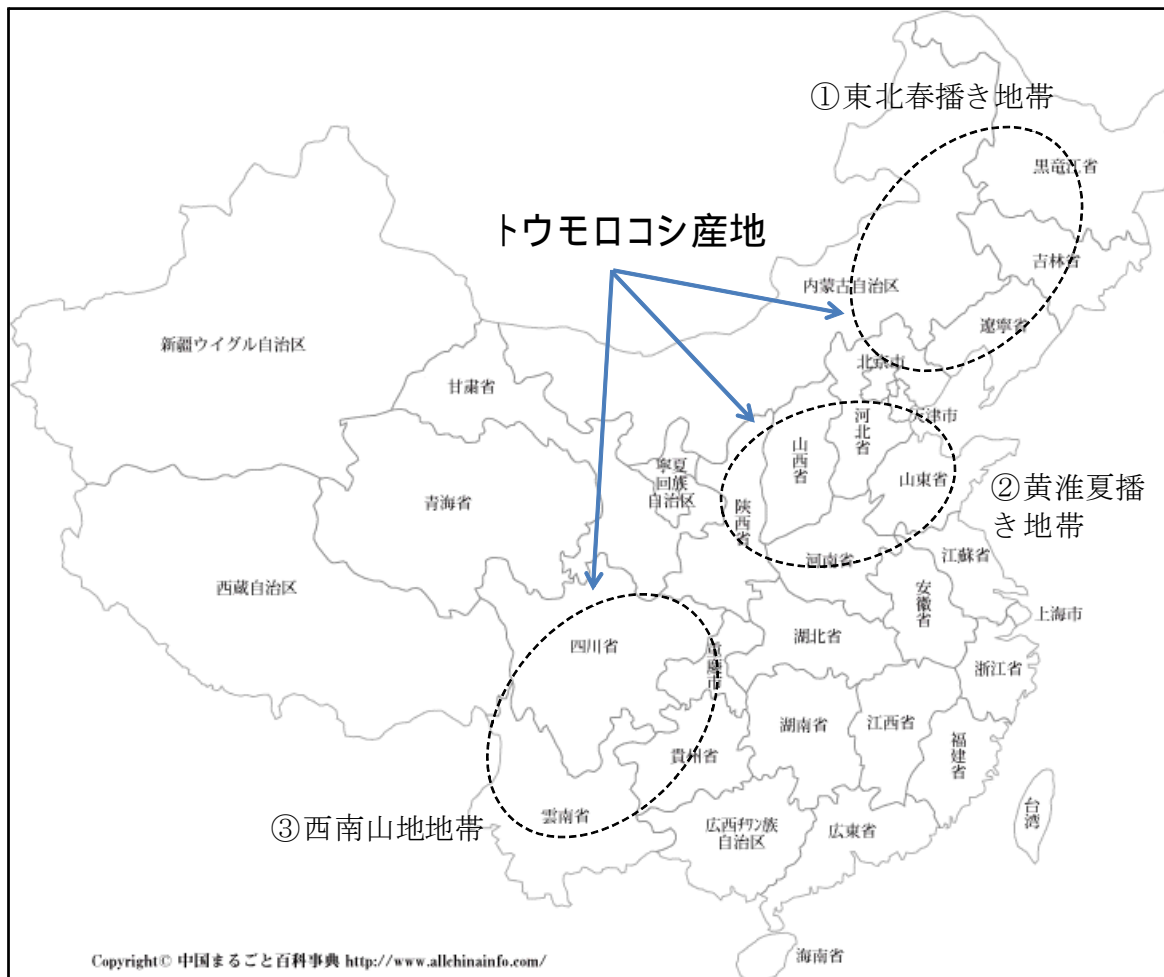 ①東北春播き地帯
黒竜江省
トウモロコシ産地
吉林省
内蒙古自治区
遼寧省
新疆ウイグル自治区
北京市
甘粛省
天津市
河北省
山西省
寧夏
回族
自治区
山東省
②黄淮夏播
き地帯
青海省
陝西省
河南省
江蘇省
西蔵自治区
安徽省
上海市
四川省
湖北省
重慶市
浙江省
湖南省
江西省
貴州省
福建省
雲南省
③西南山地地帯
広西ﾁﾜﾝ族
自治区
広東省
台湾
海南省
Copyright© 中国まるごと百科事典 http://www.allchinainfo.com/